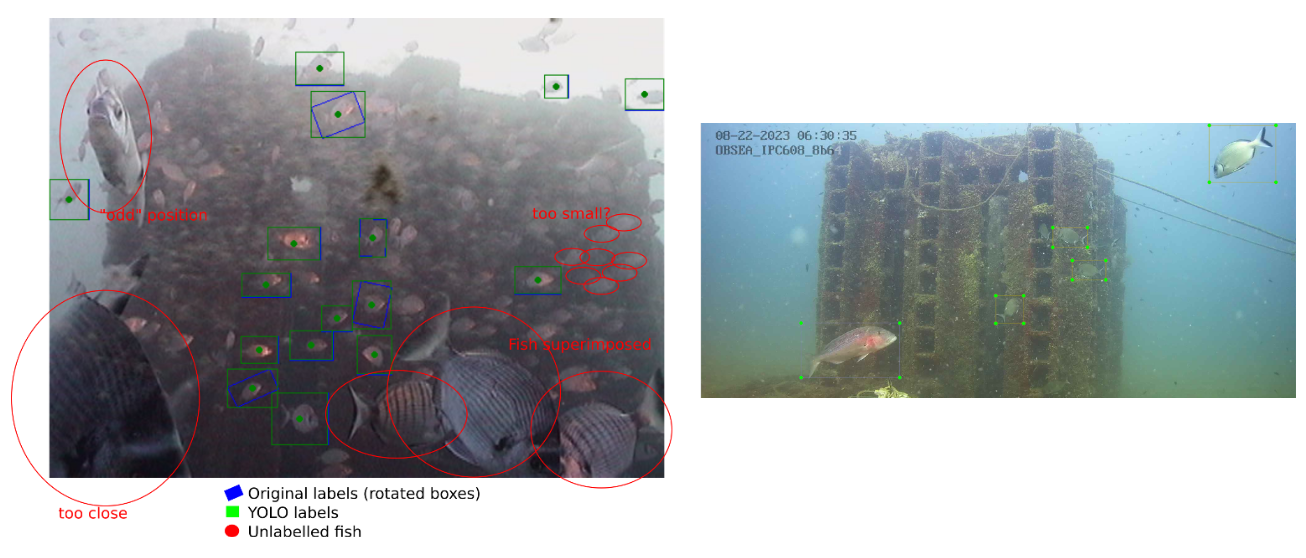 "odd" position
too small?
Fish superimposed
too close
Original labels (rotated boxes)
YOLO labels
Unlabelled fish
08-22-2023 06:30:35
OBSEA_IPC608_8b6